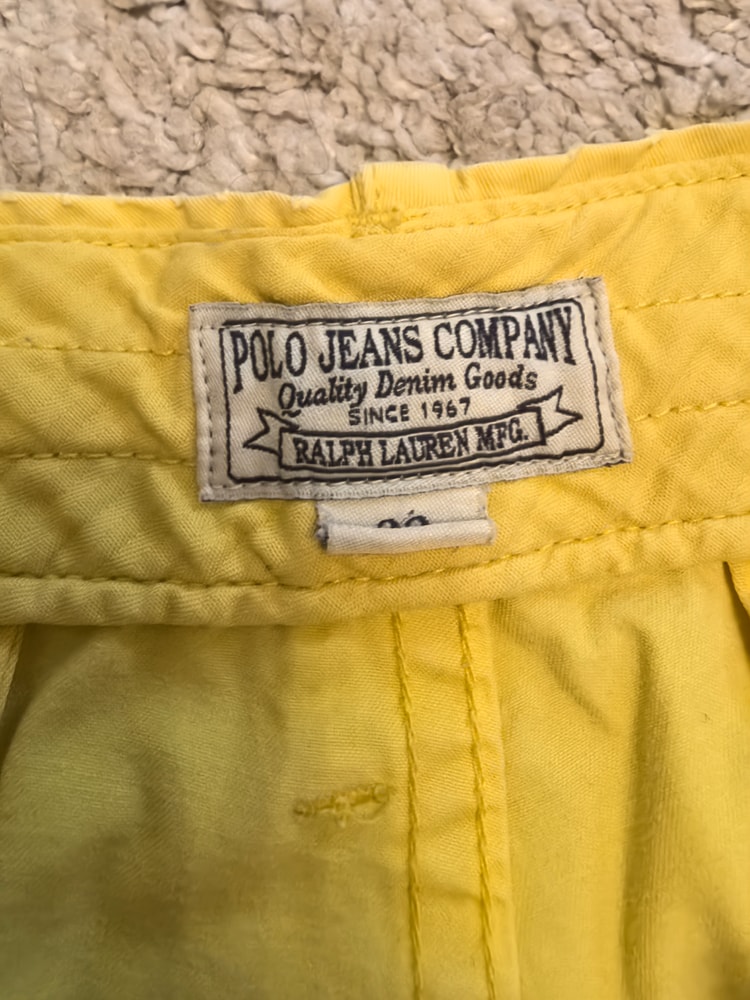 POLO JEANS COMPANY
Quality Denim Goods
SINCE 1967
RALPH LAUREN MFG.